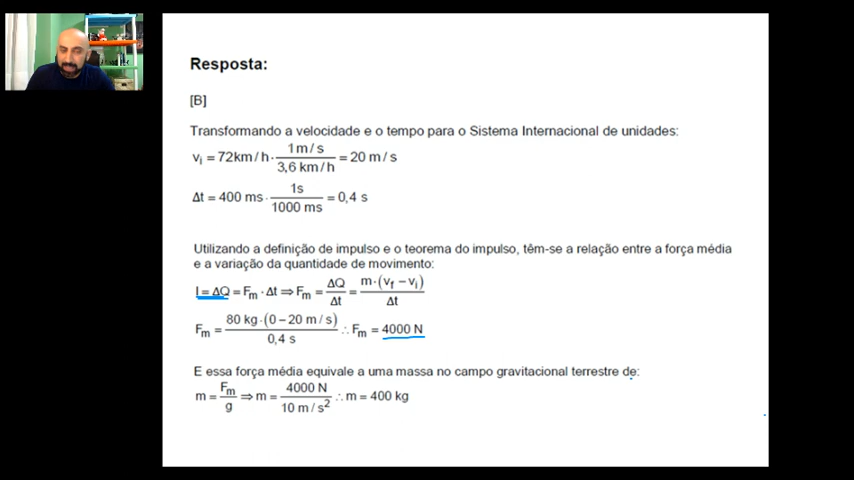 Resposta:
[B]
Transformando a velocidade e o tempo para o Sistema Internacional de unidades:
vᵢ = 72km / h · 1m / s / 3,6 km / h = 20 m / s
Δt = 400 ms · 1s / 1000 ms = 0,4 s
Utilizando a definição de impulso e o teorema do impulso, têm-se a relação entre a força média
e a variação da quantidade de movimento:
I = ΔQ = Fₘ · Δt ⇒ Fₘ = ΔQ / Δt = m · (v_f − vᵢ) / Δt
Fₘ = 80 kg · (0 − 20 m / s) / 0,4 s ∴ Fₘ = 4000 N
E essa força média equivale a uma massa no campo gravitacional terrestre de:
m = Fₘ / g ⇒ m = 4000 N / 10 m / s² ∴ m = 400 kg